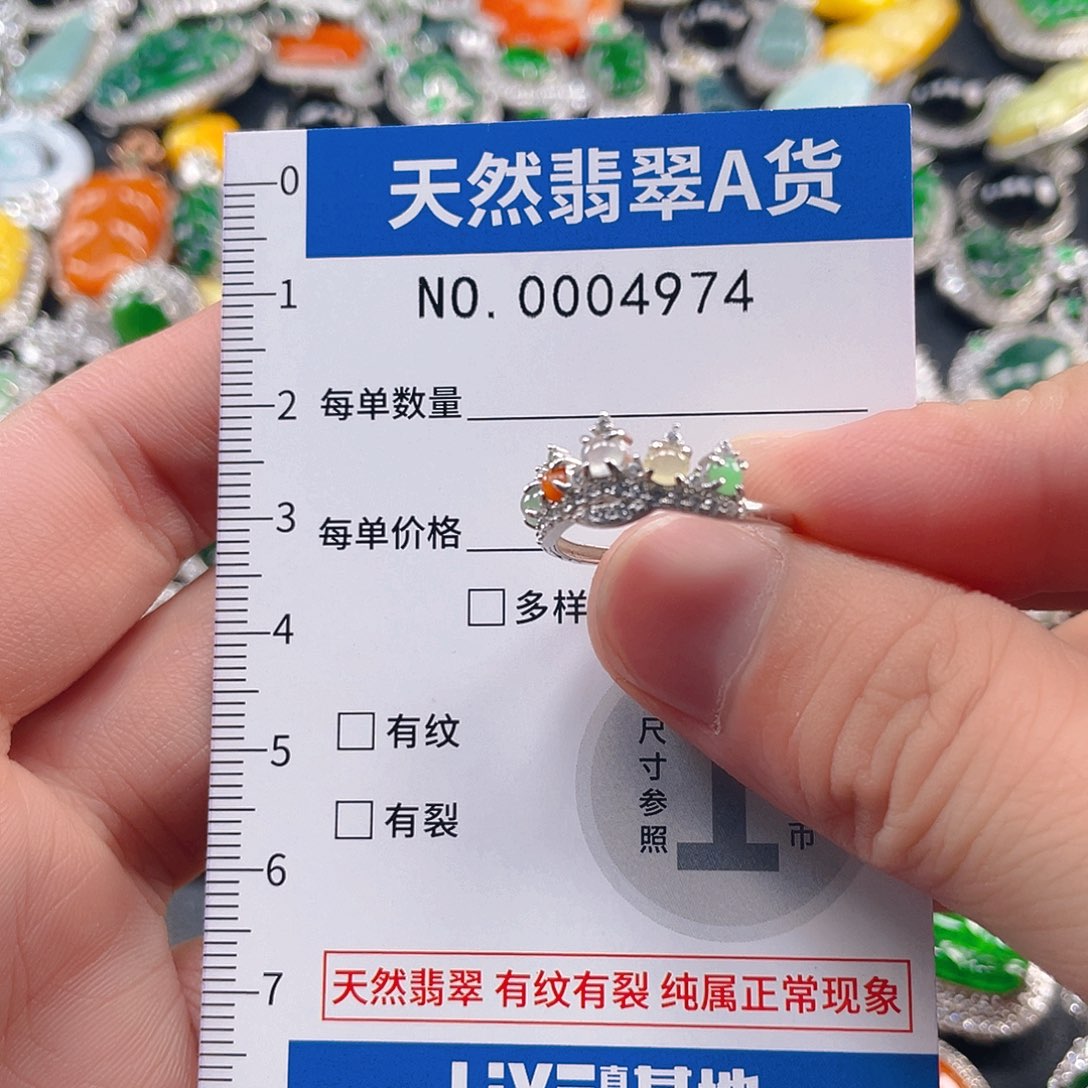 天然翡翠A货
NO. 0004974
0
1
2
3
4
5
6
7
每单数量
每单价格
多样
有纹
有裂
尺寸参照
1
币
天然翡翠 有纹有裂 纯属正常现象